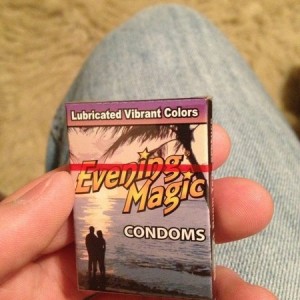 Lubricated Vibrant Colors
Evening
Magic
CONDOMS